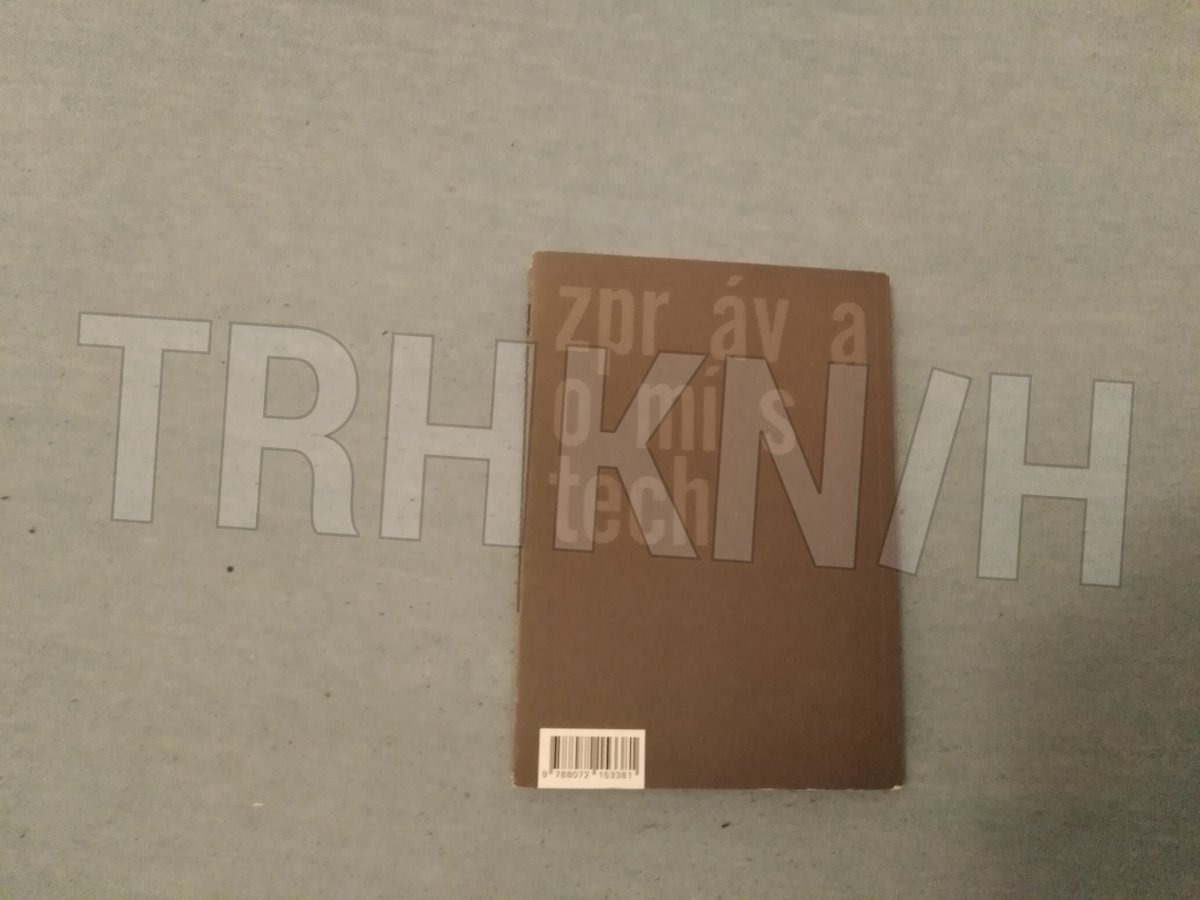 zpr áv a
o mí s
tech
TRHKNIH
9 788072 153381